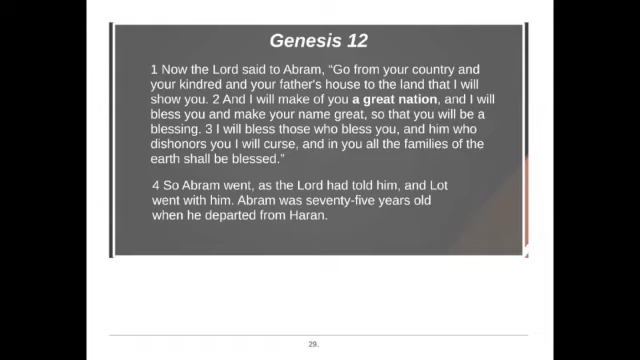 Genesis 12
1 Now the Lord said to Abram, “Go from your country and
your kindred and your father's house to the land that I will
show you. 2 And I will make of you a great nation, and I will
bless you and make your name great, so that you will be a
blessing. 3 I will bless those who bless you, and him who
dishonors you I will curse, and in you all the families of the
earth shall be blessed.”
4 So Abram went, as the Lord had told him, and Lot
went with him. Abram was seventy-five years old
when he departed from Haran.
29.